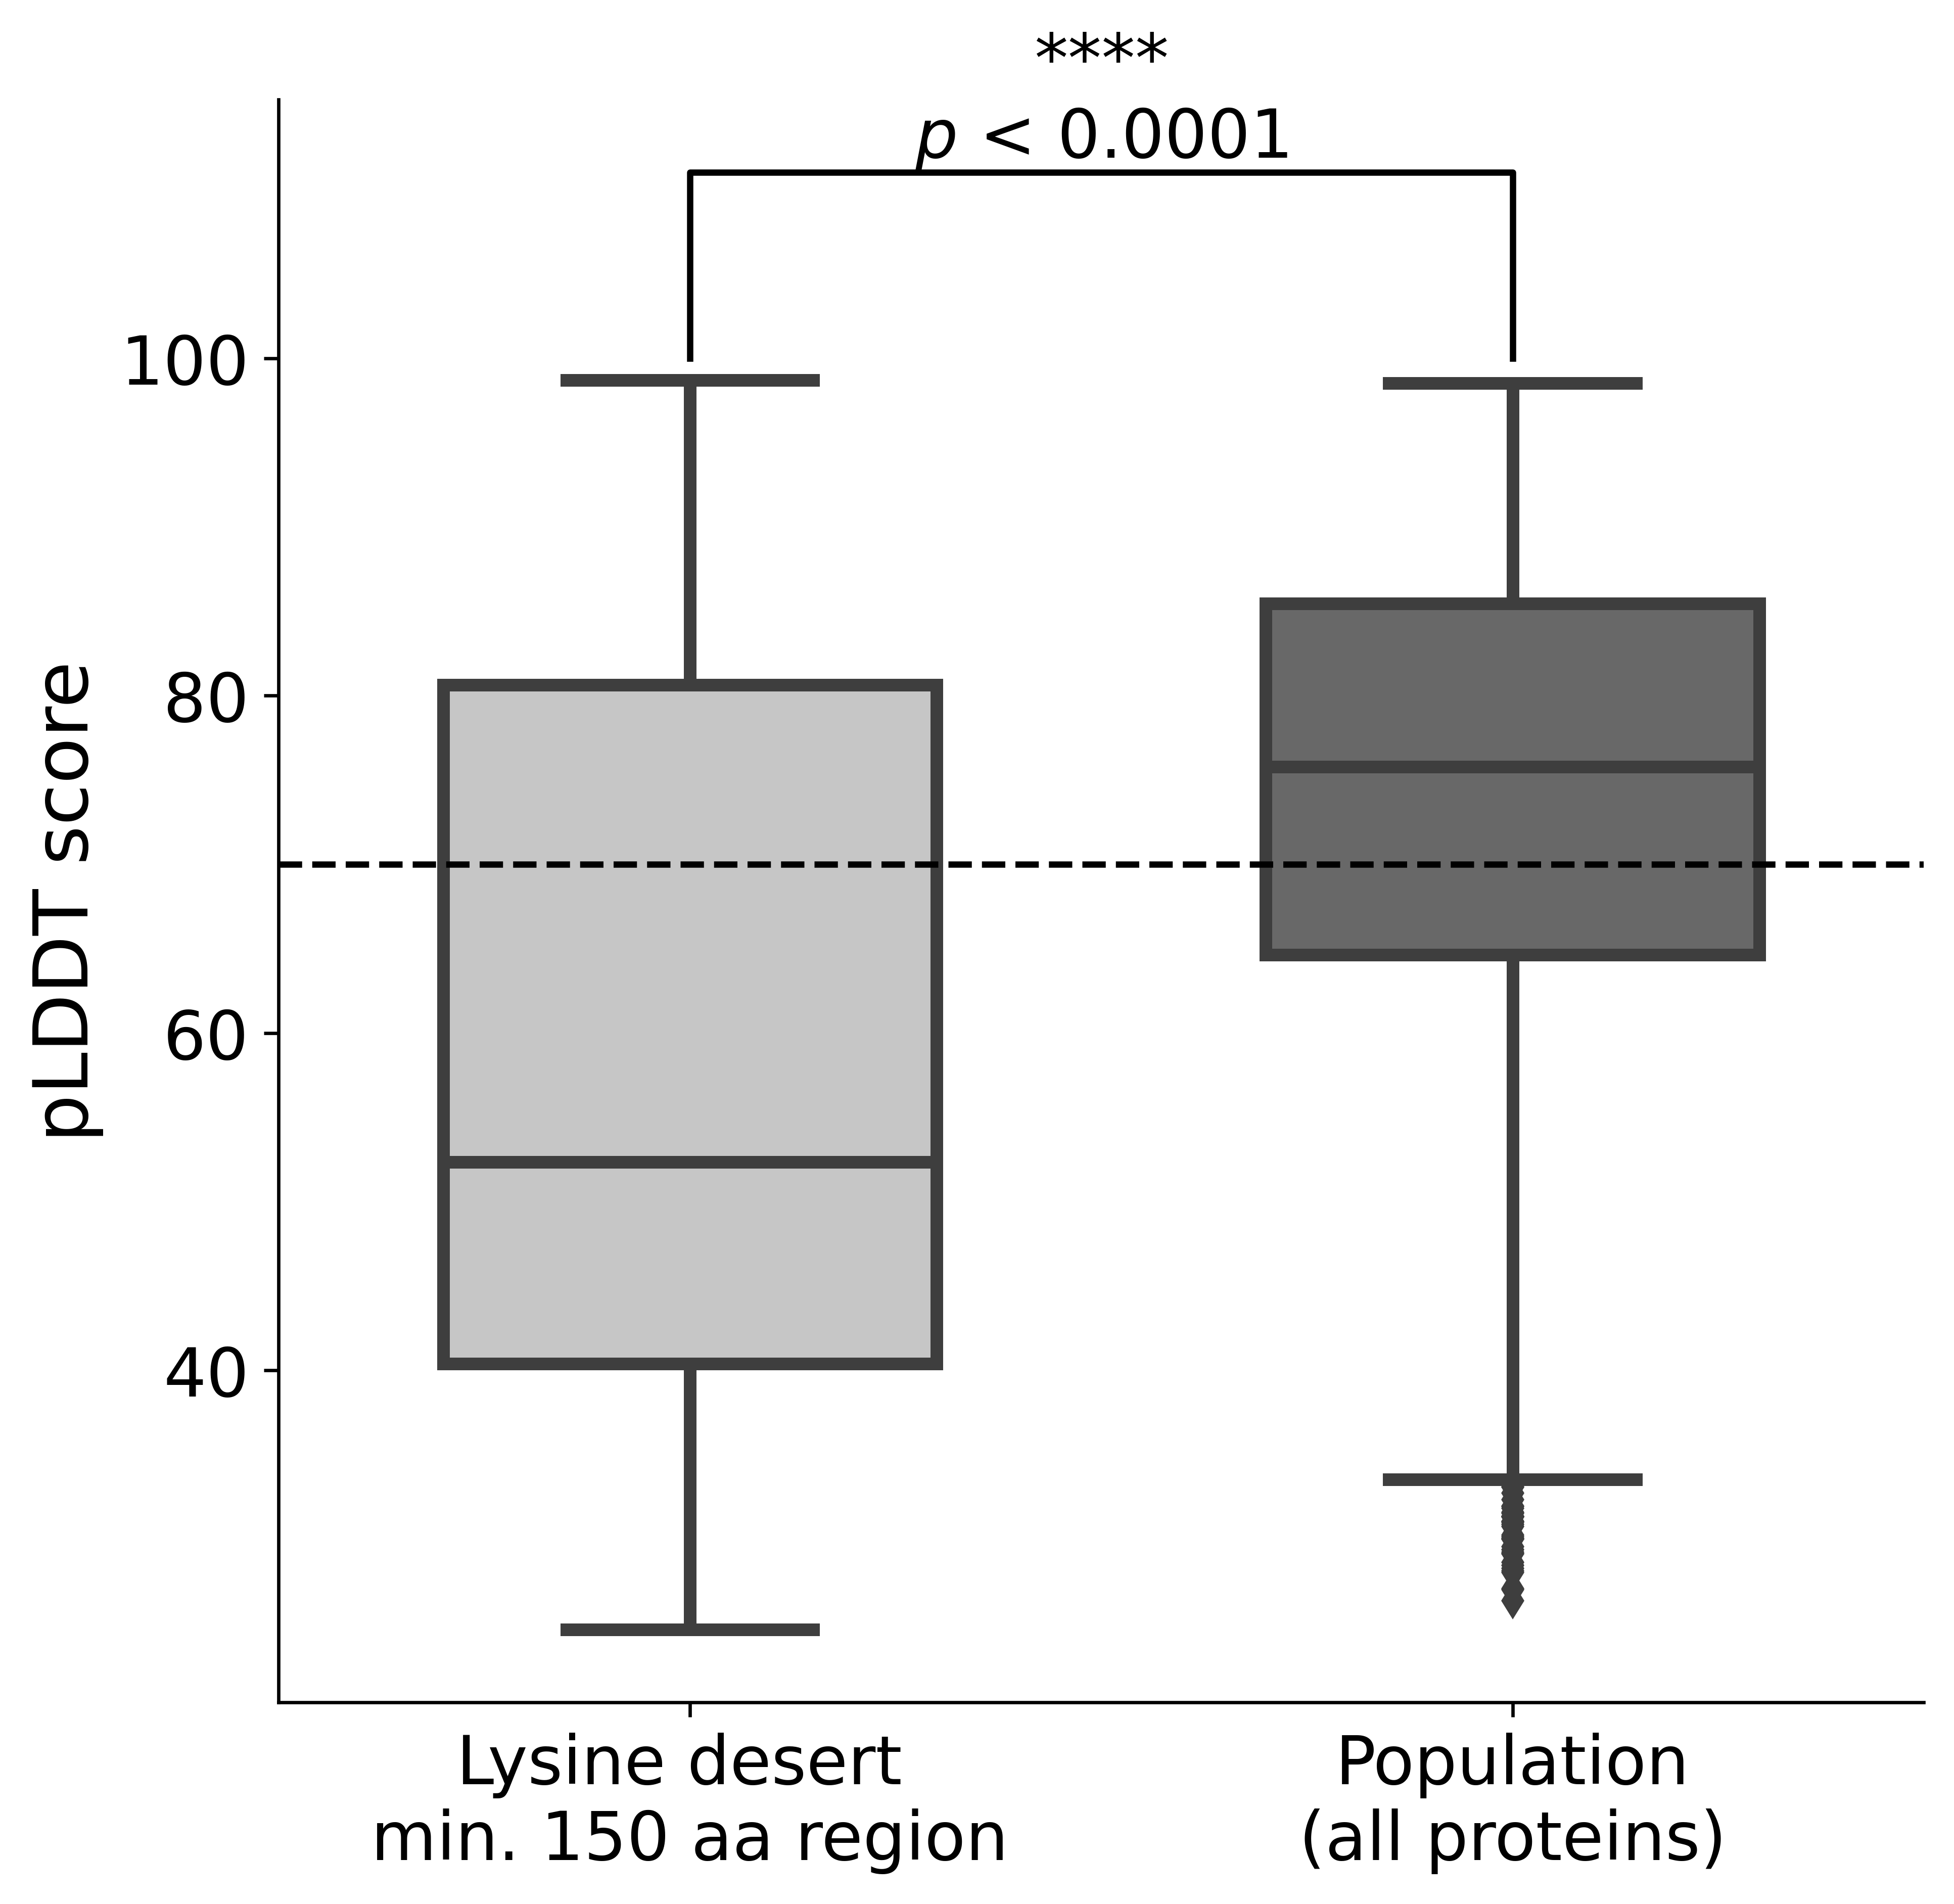 ****
p < 0.0001
pLDDT score
100
80
60
40
Lysine desert
min. 150 aa region
Population
(all proteins)